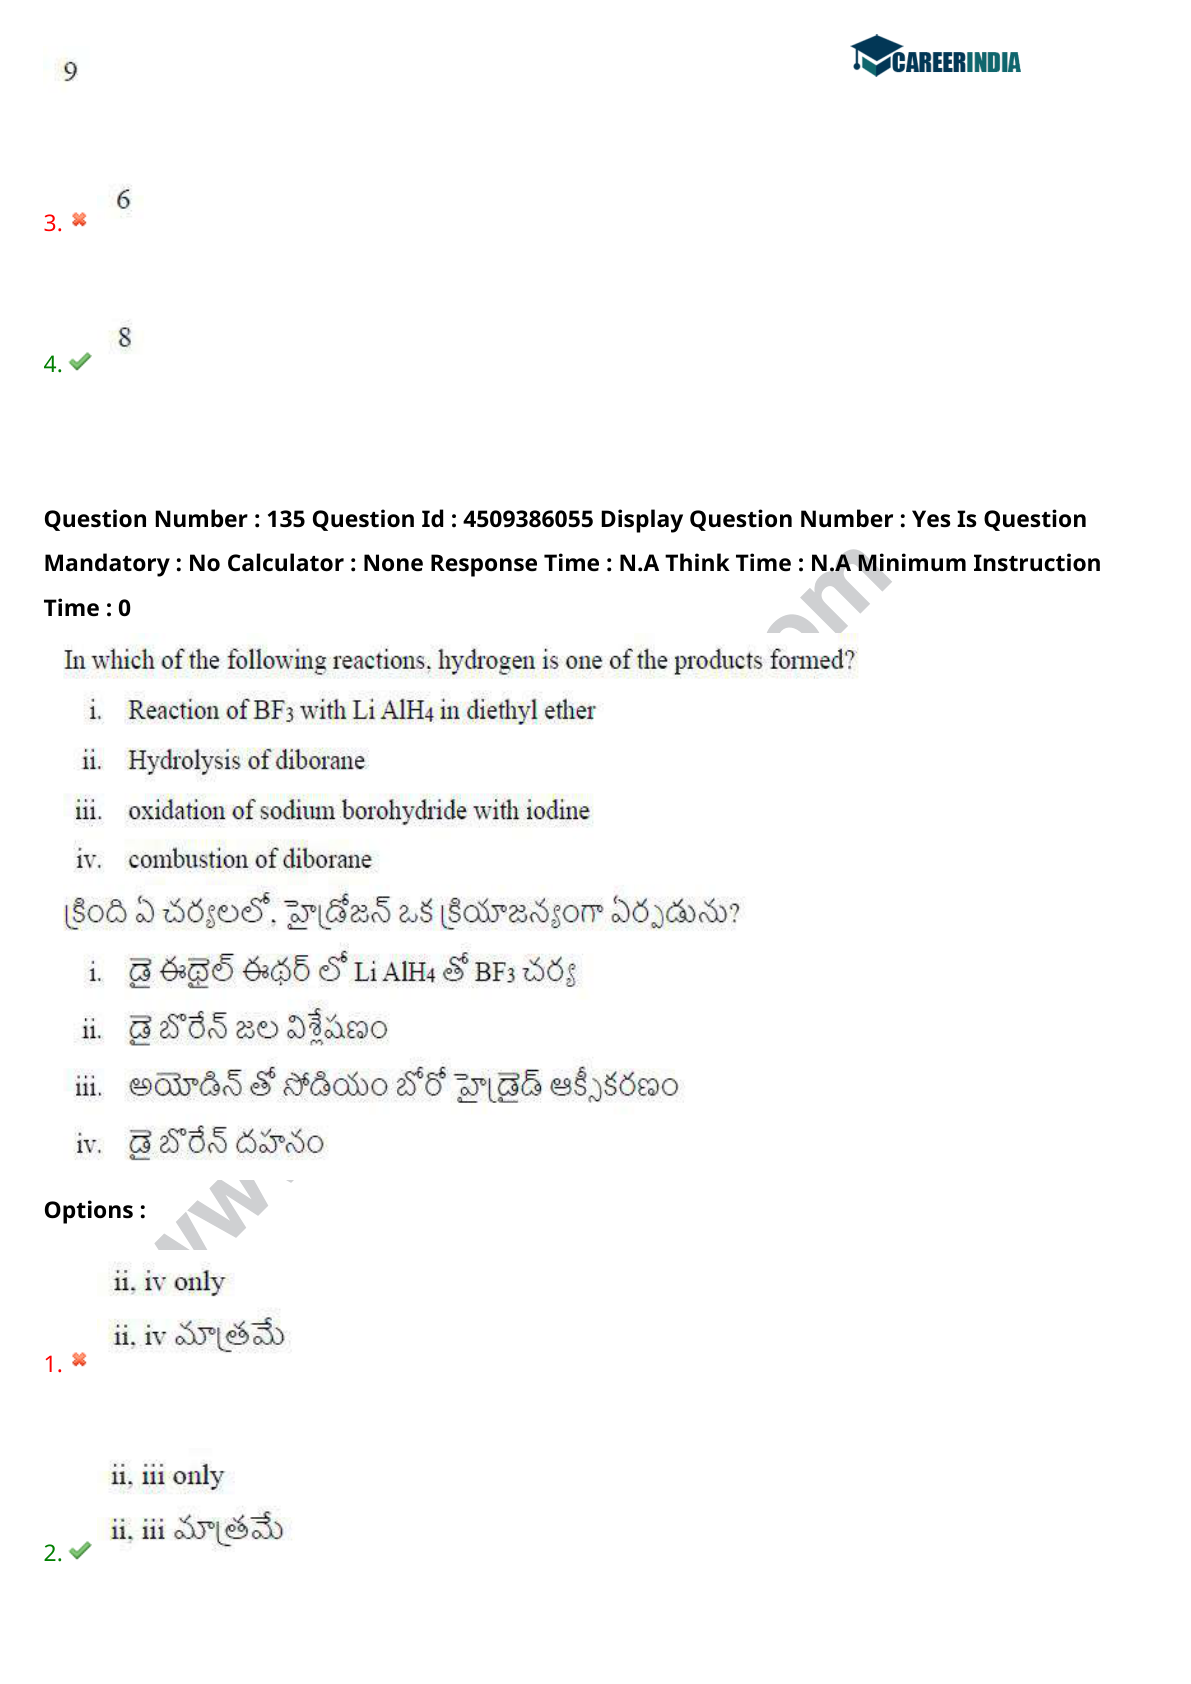 9
CAREERINDIA
6
3.
8
4.
Question Number : 135 Question Id : 4509386055 Display Question Number : Yes Is Question
Mandatory : No Calculator : None Response Time : N.A Think Time : N.A Minimum Instruction
Time : 0
In which of the following reactions, hydrogen is one of the products formed?
i. Reaction of BF3 with Li AlH4 in diethyl ether
ii. Hydrolysis of diborane
iii. oxidation of sodium borohydride with iodine
iv. combustion of diborane
క్రింది ఏ చర్యలలో, హైడ్రోజన్ ఒక క్రియాజన్యంగా ఏర్పడును?
i. డై ఈథైల్ ఈథర్ లో Li AlH4 తో BF3 చర్య
ii. డై బొరేన్ జల విశ్లేషణం
iii. అయోడిన్ తో సోడియం బోరో హైడ్రైడ్ ఆక్సీకరణం
iv. డై బొరేన్ దహనం
Options :
ii, iv only
ii, iv మాత్రమే
1.
ii, iii only
ii, iii మాత్రమే
2.